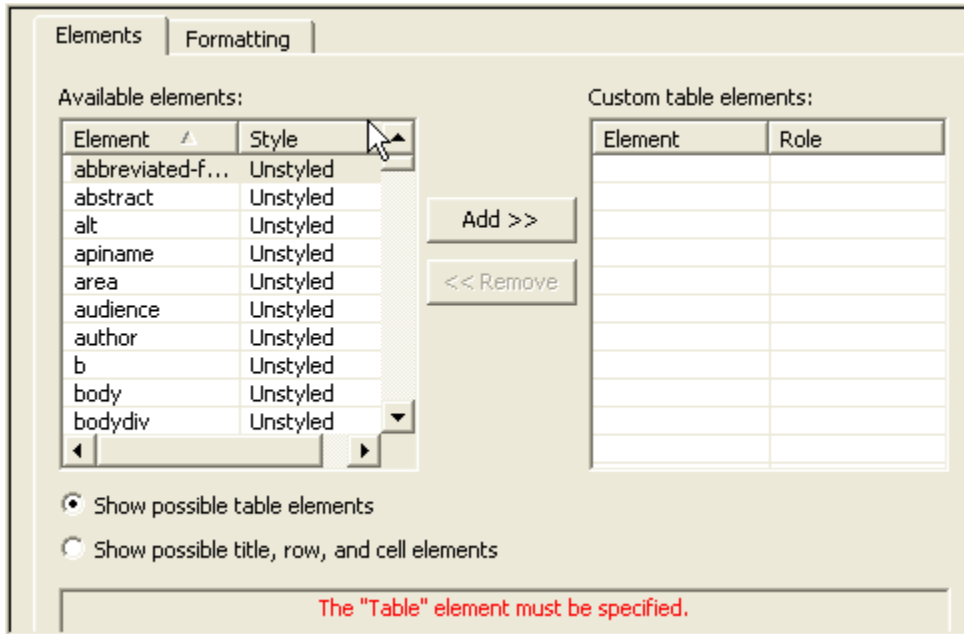 Elements Formatting
Available elements: Custom table elements:
Element Style Element Role
abbreviated-f... Unstyled
abstract Unstyled
alt Unstyled
apiname Unstyled
area Unstyled
audience Unstyled
author Unstyled
b Unstyled
body Unstyled
bodydiv Unstyled
Add >>
<< Remove
Show possible table elements
Show possible title, row, and cell elements
The "Table" element must be specified.